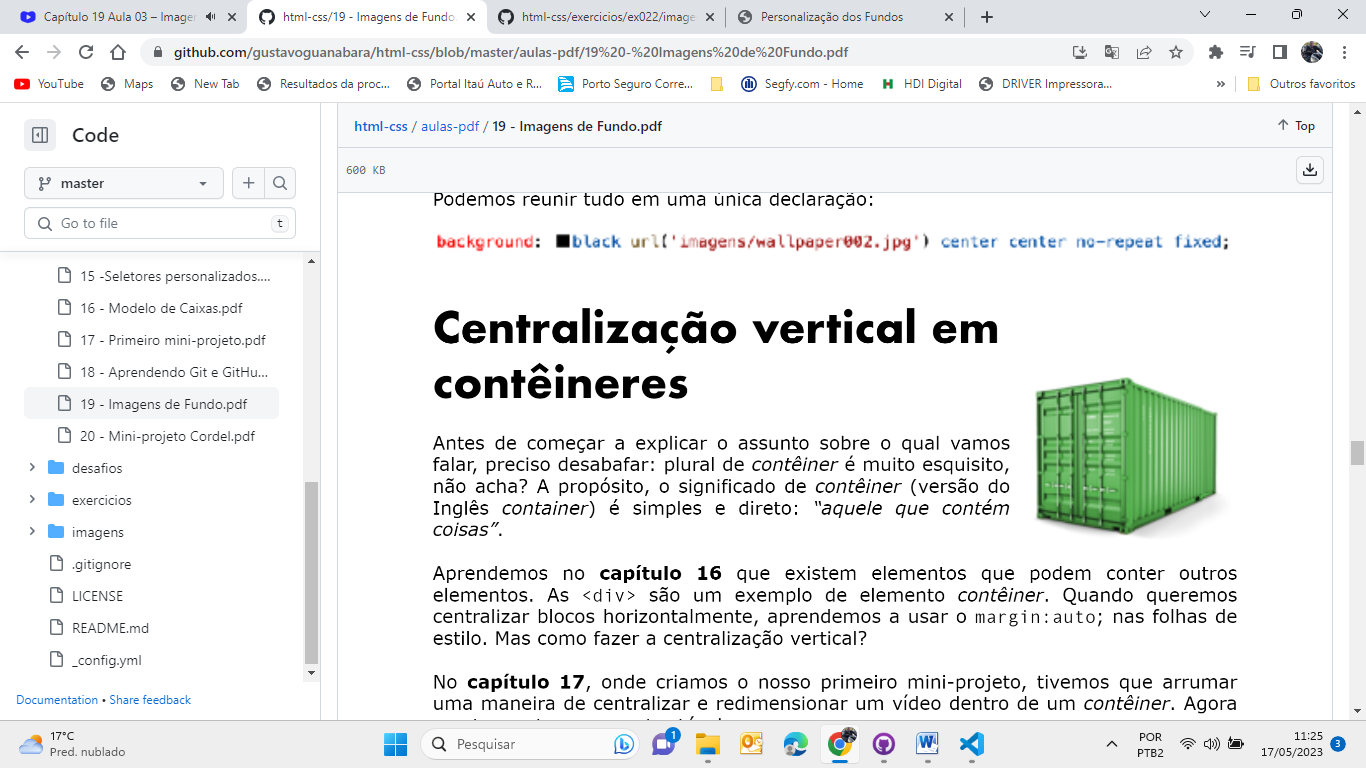 Capítulo 19 Aula 03 – Imagen
html-css/19 - Imagens de Fundo.
html-css/exercicios/ex022/image
Personalização dos Fundos
github.com/gustavoguanabara/html-css/blob/master/aulas-pdf/19%20-%20Imagens%20de%20Fundo.pdf
YouTube
Maps
New Tab
Resultados da proc...
Portal Itaú Auto e R...
Porto Seguro Corre...
Segfy.com - Home
HDI Digital
DRIVER Impressora...
»
Outros favoritos
Code
master
Go to file
t
15 -Seletores personalizados....
16 - Modelo de Caixas.pdf
17 - Primeiro mini-projeto.pdf
18 - Aprendendo Git e GitHu...
19 - Imagens de Fundo.pdf
20 - Mini-projeto Cordel.pdf
desafios
exercicios
imagens
.gitignore
LICENSE
README.md
_config.yml
Documentation • Share feedback
html-css / aulas-pdf / 19 - Imagens de Fundo.pdf
Top
600 KB
Podemos reunir tudo em uma única declaração:
background: black url('imagens/wallpaper002.jpg') center center no-repeat fixed;
Centralização vertical em
contêineres
Antes de começar a explicar o assunto sobre o qual vamos
falar, preciso desabafar: plural de contêiner é muito esquisito,
não acha? A propósito, o significado de contêiner (versão do
Inglês container) é simples e direto: “aquele que contém
coisas”.
Aprendemos no capítulo 16 que existem elementos que podem conter outros
elementos. As <div> são um exemplo de elemento contêiner. Quando queremos
centralizar blocos horizontalmente, aprendemos a usar o margin:auto; nas folhas de
estilo. Mas como fazer a centralização vertical?
No capítulo 17, onde criamos o nosso primeiro mini-projeto, tivemos que arrumar
uma maneira de centralizar e redimensionar um vídeo dentro de um contêiner. Agora
17°C
Pred. nublado
Pesquisar
1
POR
PTB2
11:25
17/05/2023
3